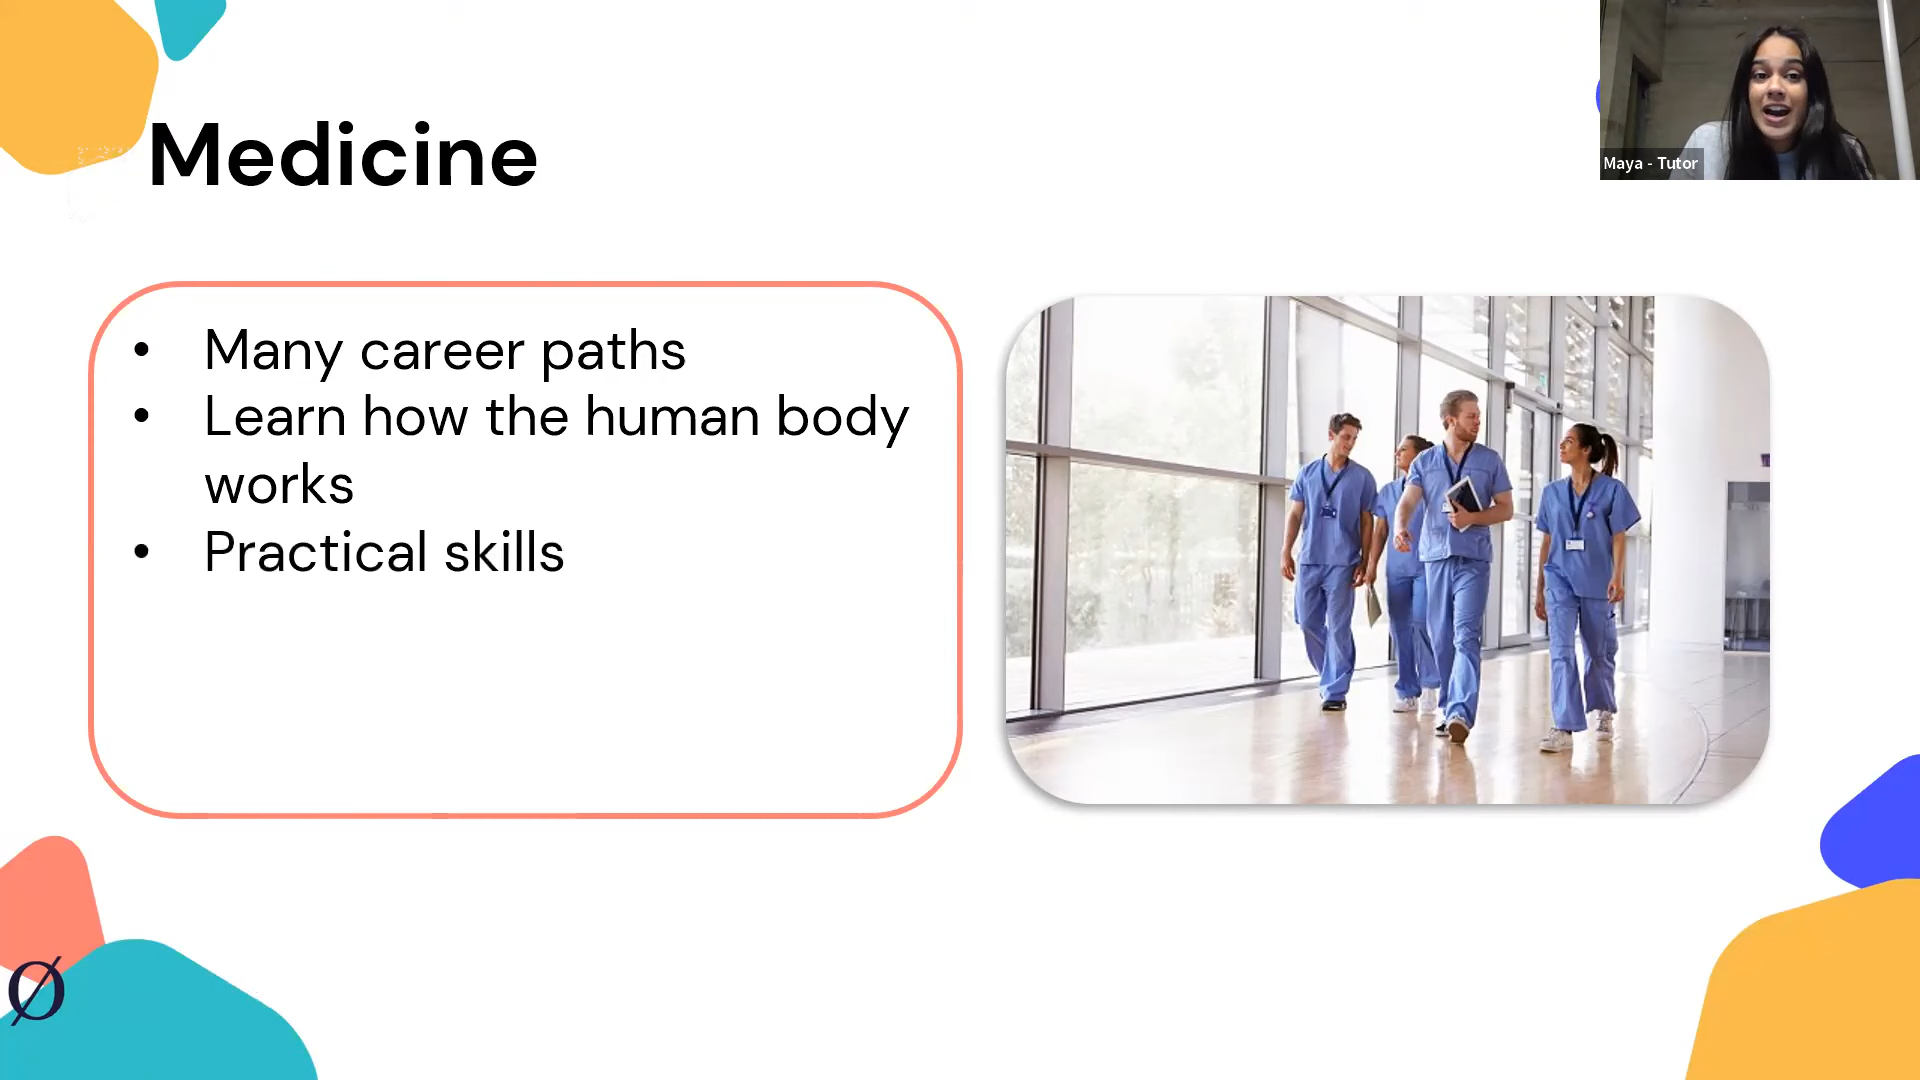 Medicine
Maya - Tutor
• Many career paths
• Learn how the human body
works
• Practical skills
Ø